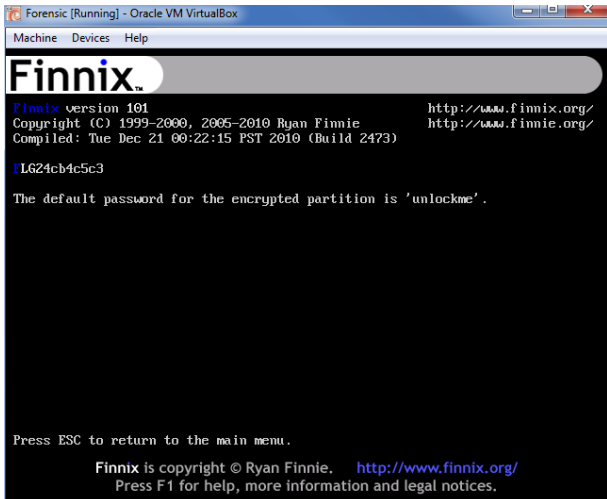 Forensic [Running] - Oracle VM VirtualBox
Machine Devices Help
Finnix™
Finnix version 101 http://www.finnix.org/
Copyright (C) 1999-2000, 2005-2010 Ryan Finnie http://www.finnie.org/
Compiled: Tue Dec 21 00:22:15 PST 2010 (Build 2473)
FLG24cb4c5c3
The default password for the encrypted partition is 'unlockme'.
Press ESC to return to the main menu.
Finnix is copyright © Ryan Finnie. http://www.finnix.org/
Press F1 for help, more information and legal notices.